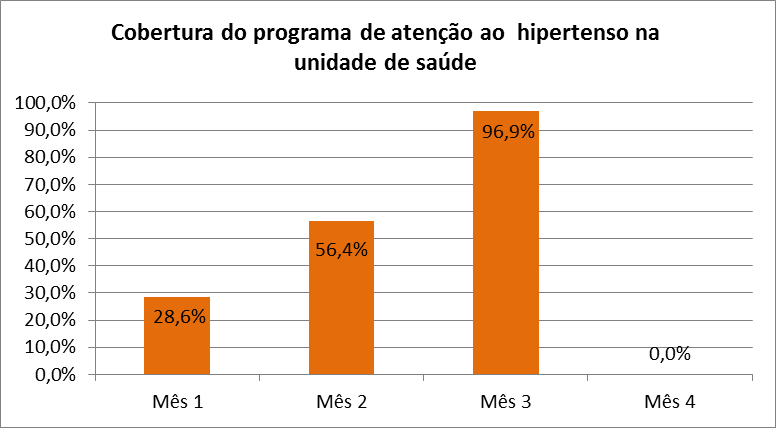 Cobertura do programa de atenção ao  hipertenso na
unidade de saúde
100,0%
90,0%
80,0%
70,0%
60,0%
50,0%
40,0%
30,0%
20,0%
10,0%
0,0%
28,6%
56,4%
96,9%
0,0%
Mês 1
Mês 2
Mês 3
Mês 4